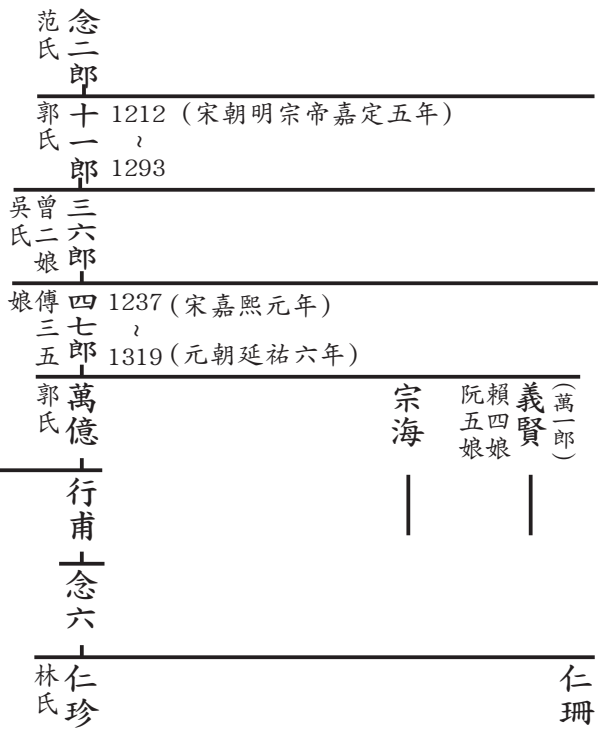 念二郎
范氏
十一郎
郭氏
1212 (宋朝明宗帝嘉定五年)
~
1293
三六郎
曾二娘
吳氏
四七郎
傅三五娘
1237 (宋嘉熙元年)
~
1319 (元朝延祐六年)
(萬一郎)
義賢
賴四娘
阮五娘
宗海
萬億
郭氏
行甫
念六
仁珊
仁珍
林氏